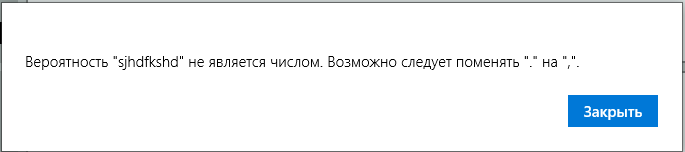 Вероятность "sjhdfkshd" не является числом. Возможно следует поменять "." на ",".
Закрыть